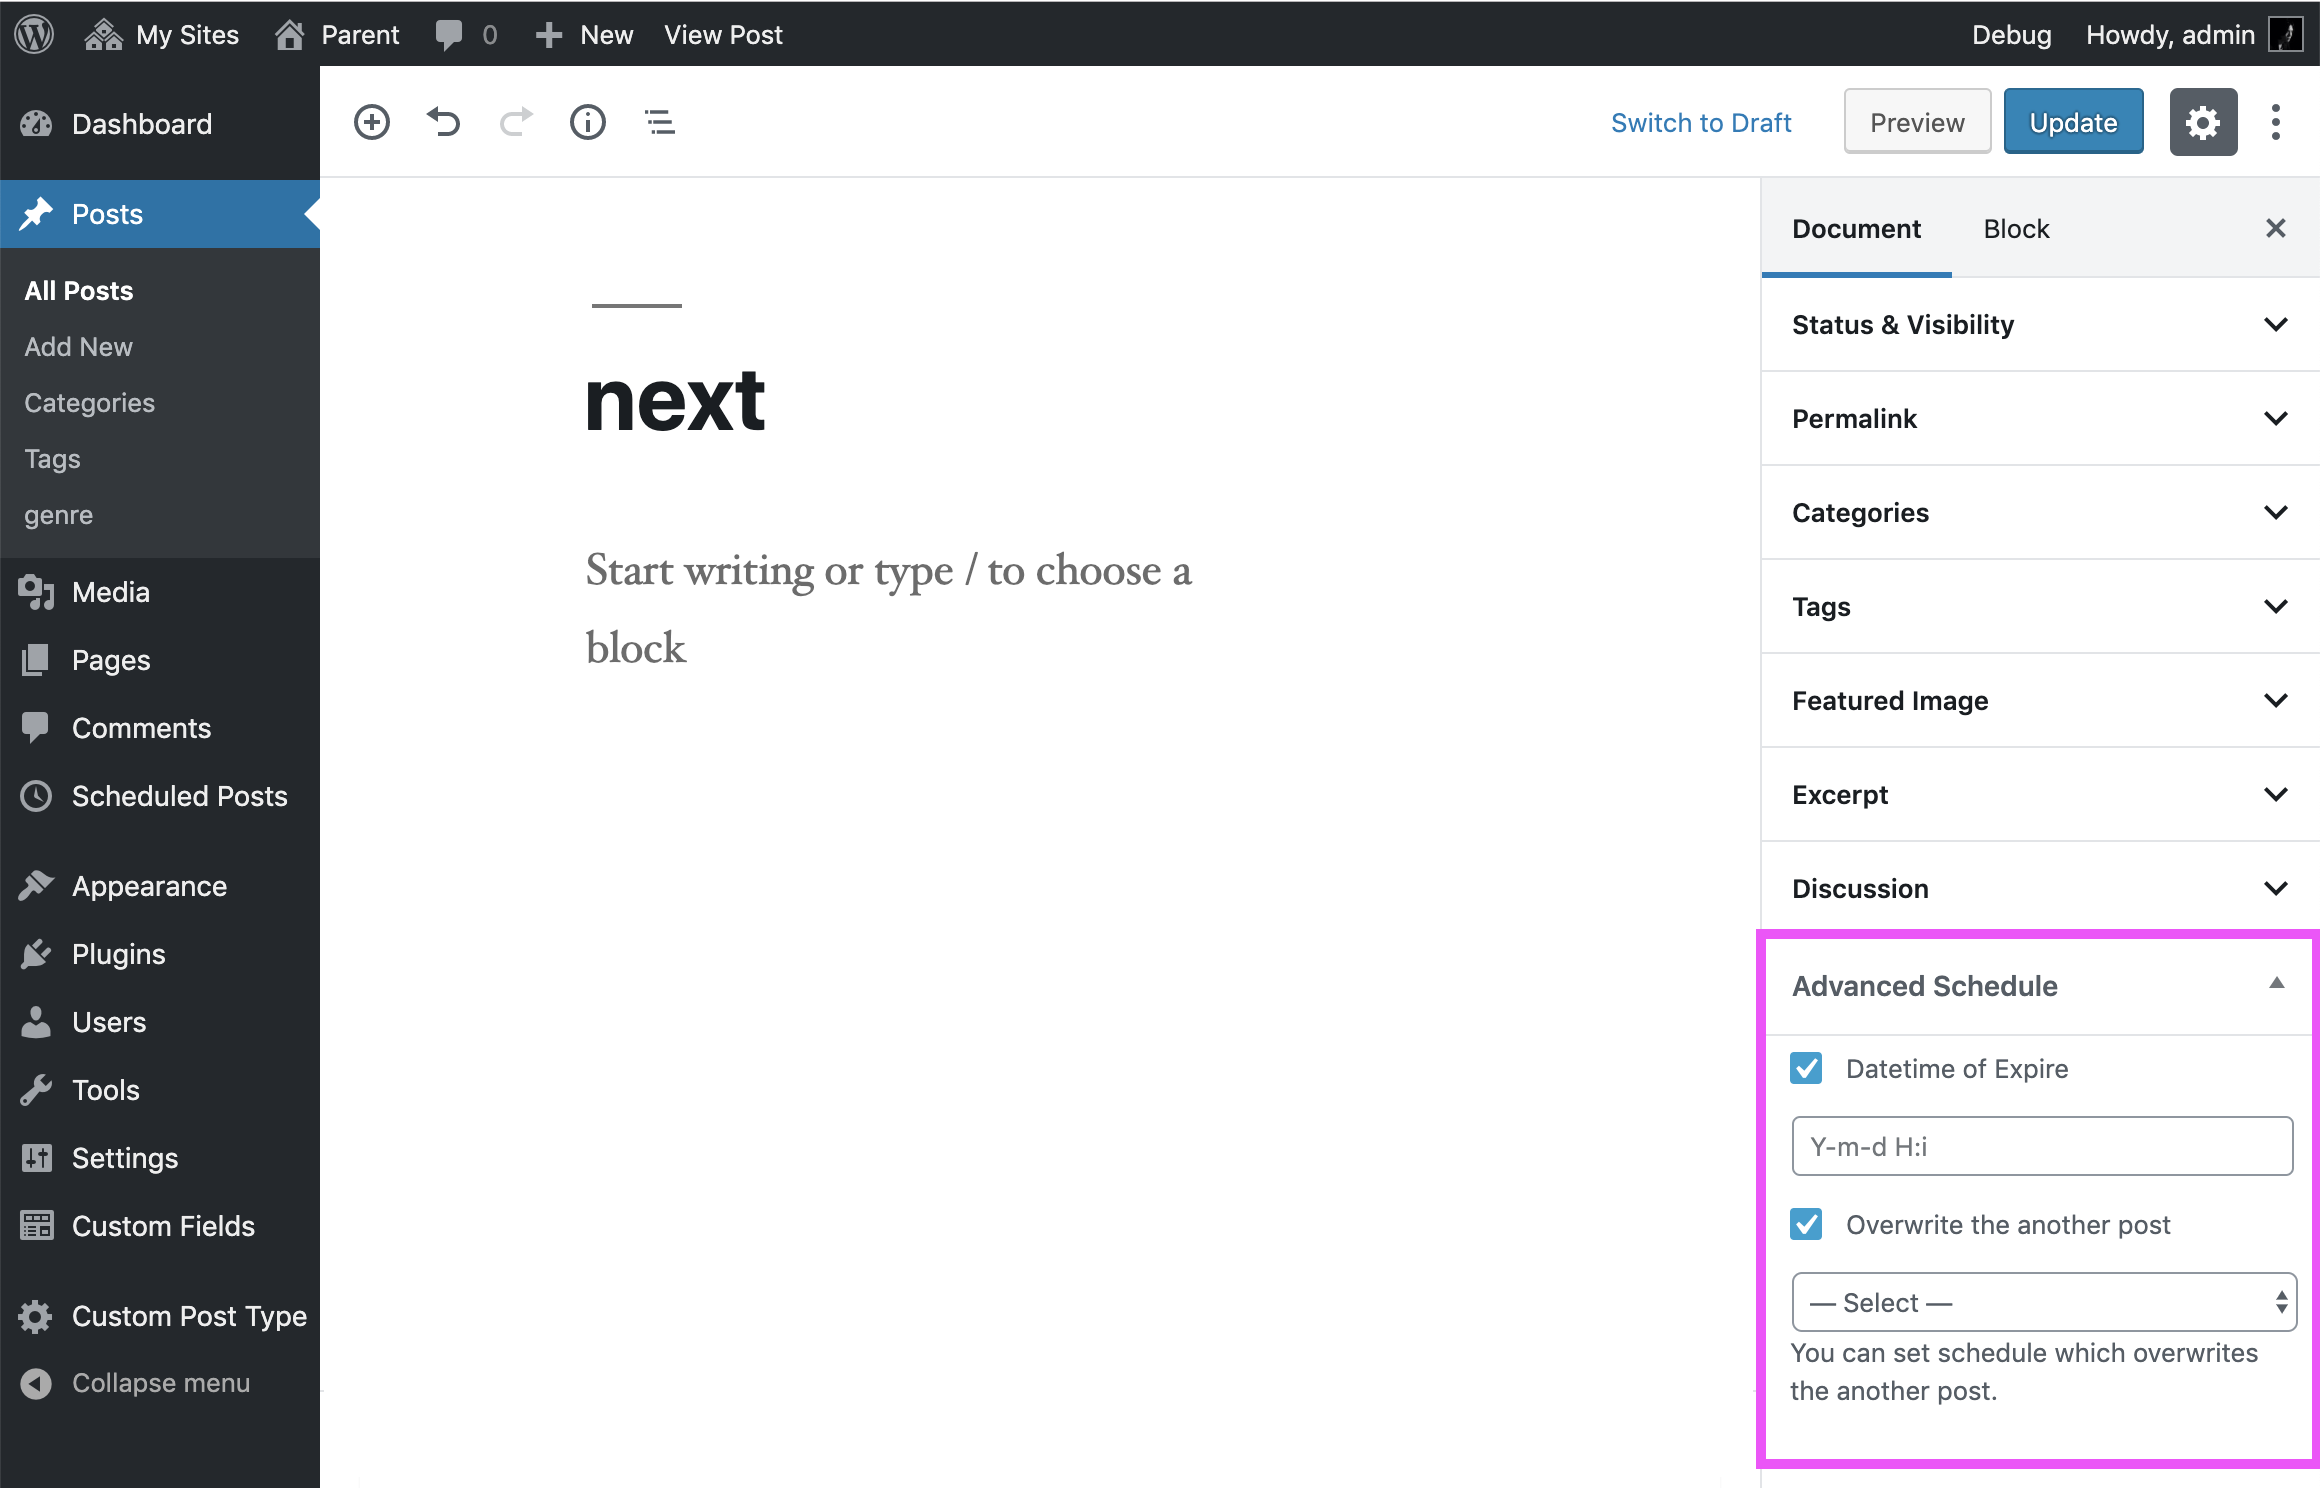 My Sites
Parent
0
New
View Post
Debug
Howdy, admin
Dashboard
Posts
All Posts
Add New
Categories
Tags
genre
Media
Pages
Comments
Scheduled Posts
Appearance
Plugins
Users
Tools
Settings
Custom Fields
Custom Post Type
Collapse menu
Switch to Draft
Preview
Update
next
Start writing or type / to choose a
block
Document
Block
Status & Visibility
Permalink
Categories
Tags
Featured Image
Excerpt
Discussion
Advanced Schedule
Datetime of Expire
Y-m-d H:i
Overwrite the another post
— Select —
You can set schedule which overwrites
the another post.